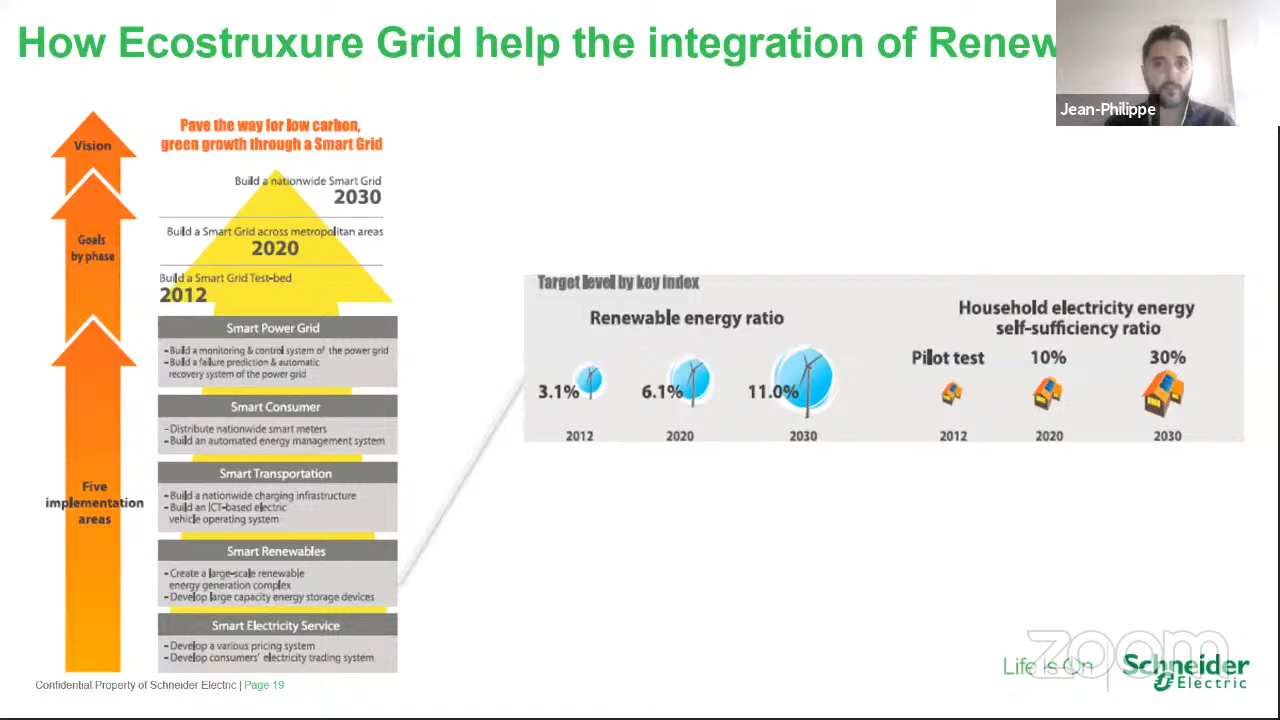 How Ecostruxure Grid help the integration of Renew
Jean-Philippe
Vision
Goals
by phase
Five
implementation
areas
Pave the way for low carbon,
green growth through a Smart Grid
Build a nationwide Smart Grid
2030
Build a Smart Grid across metropolitan areas
2020
Build a Smart Grid Test-bed
2012
Smart Power Grid
-Build a monitoring & control system of the power grid
-Build a failure prediction & automatic
recovery system of the power grid
Smart Consumer
-Distribute nationwide smart meters
-Build an automated energy management system
Smart Transportation
-Build a nationwide charging infrastructure
-Build an ICT-based electric
vehicle operating system
Smart Renewables
-Create a large-scale renewable
energy generation complex
-Develop large capacity energy storage devices
Smart Electricity Service
-Develop a various pricing system
-Develop consumers' electricity trading system
Target level by key index
Renewable energy ratio
3.1% 6.1% 11.0%
2012 2020 2030
Household electricity energy
self-sufficiency ratio
Pilot test 10% 30%
2012 2020 2030
Confidential Property of Schneider Electric | Page 19
zoom
Life Is On
Schneider
Electric